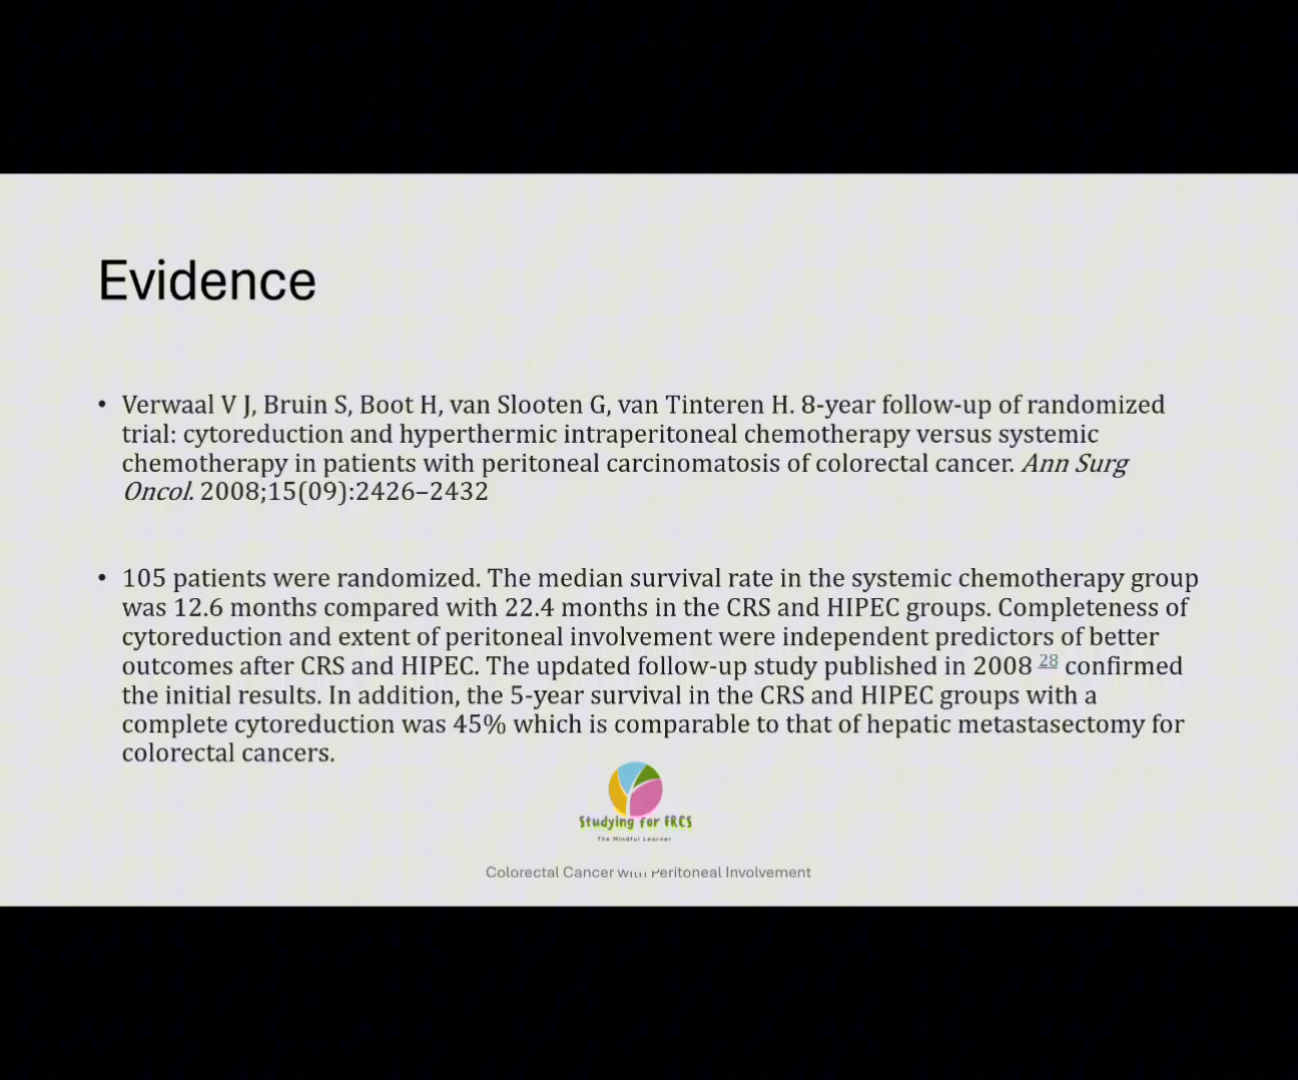 Evidence
• Verwaal V J, Bruin S, Boot H, van Slooten G, van Tinteren H. 8-year follow-up of randomized
trial: cytoreduction and hyperthermic intraperitoneal chemotherapy versus systemic
chemotherapy in patients with peritoneal carcinomatosis of colorectal cancer. Ann Surg
Oncol. 2008;15(09):2426–2432
• 105 patients were randomized. The median survival rate in the systemic chemotherapy group
was 12.6 months compared with 22.4 months in the CRS and HIPEC groups. Completeness of
cytoreduction and extent of peritoneal involvement were independent predictors of better
outcomes after CRS and HIPEC. The updated follow-up study published in 2008 28 confirmed
the initial results. In addition, the 5-year survival in the CRS and HIPEC groups with a
complete cytoreduction was 45% which is comparable to that of hepatic metastasectomy for
colorectal cancers.
Studying for FRCS
The Mindful Learner
Colorectal Cancer with Peritoneal Involvement